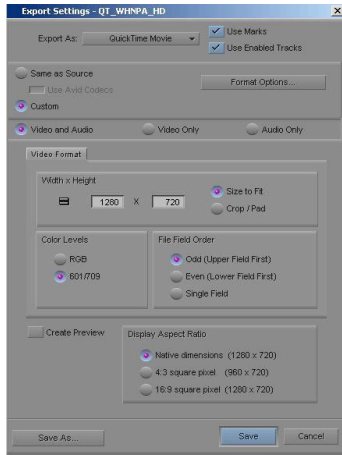 Export Settings - QT_WHNPA_HD
Export As: QuickTime Movie
Use Marks
Use Enabled Tracks
Same as Source
Use Avid Codecs
Format Options...
Custom
Video and Audio Video Only Audio Only
Video Format
Width x Height
1280 X 720
Size to Fit
Crop / Pad
Color Levels
RGB
601/709
File Field Order
Odd (Upper Field First)
Even (Lower Field First)
Single Field
Create Preview
Display Aspect Ratio
Native dimensions (1280 x 720)
4:3 square pixel (960 x 720)
16:9 square pixel (1280 x 720)
Save As... Save Cancel